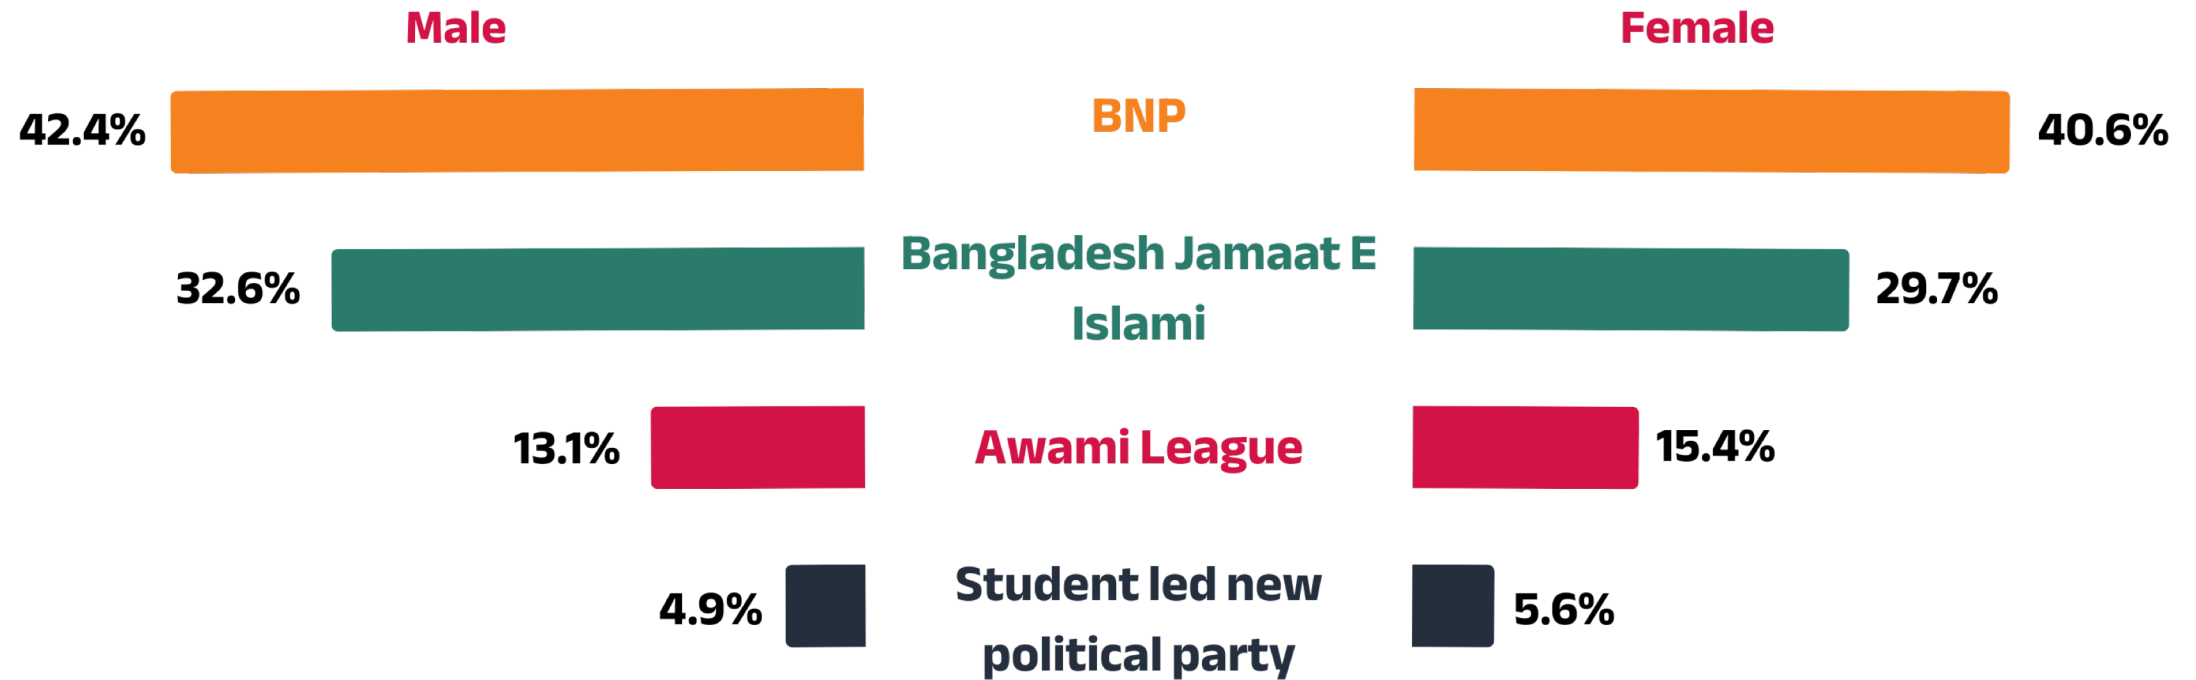 Male
Female
42.4%
BNP
40.6%
32.6%
Bangladesh Jamaat E
Islami
29.7%
13.1%
Awami League
15.4%
4.9%
Student led new
political party
5.6%